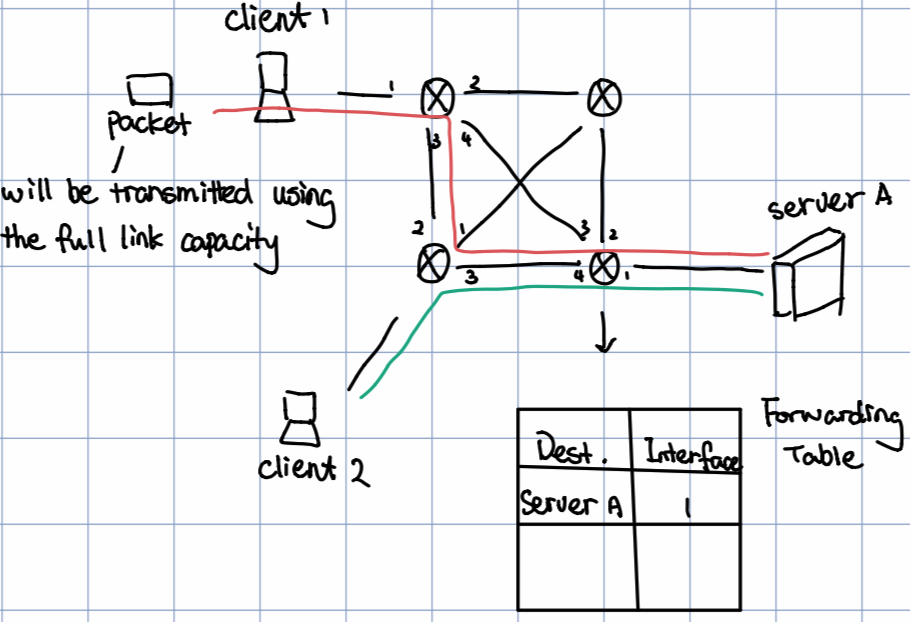 client 1
packet
will be transmitted using
the full link capacity
1
2
3 4
2
1
3
3 2
4
1
server A
client 2
Forwarding
Table
Dest. Interface
Server A 1